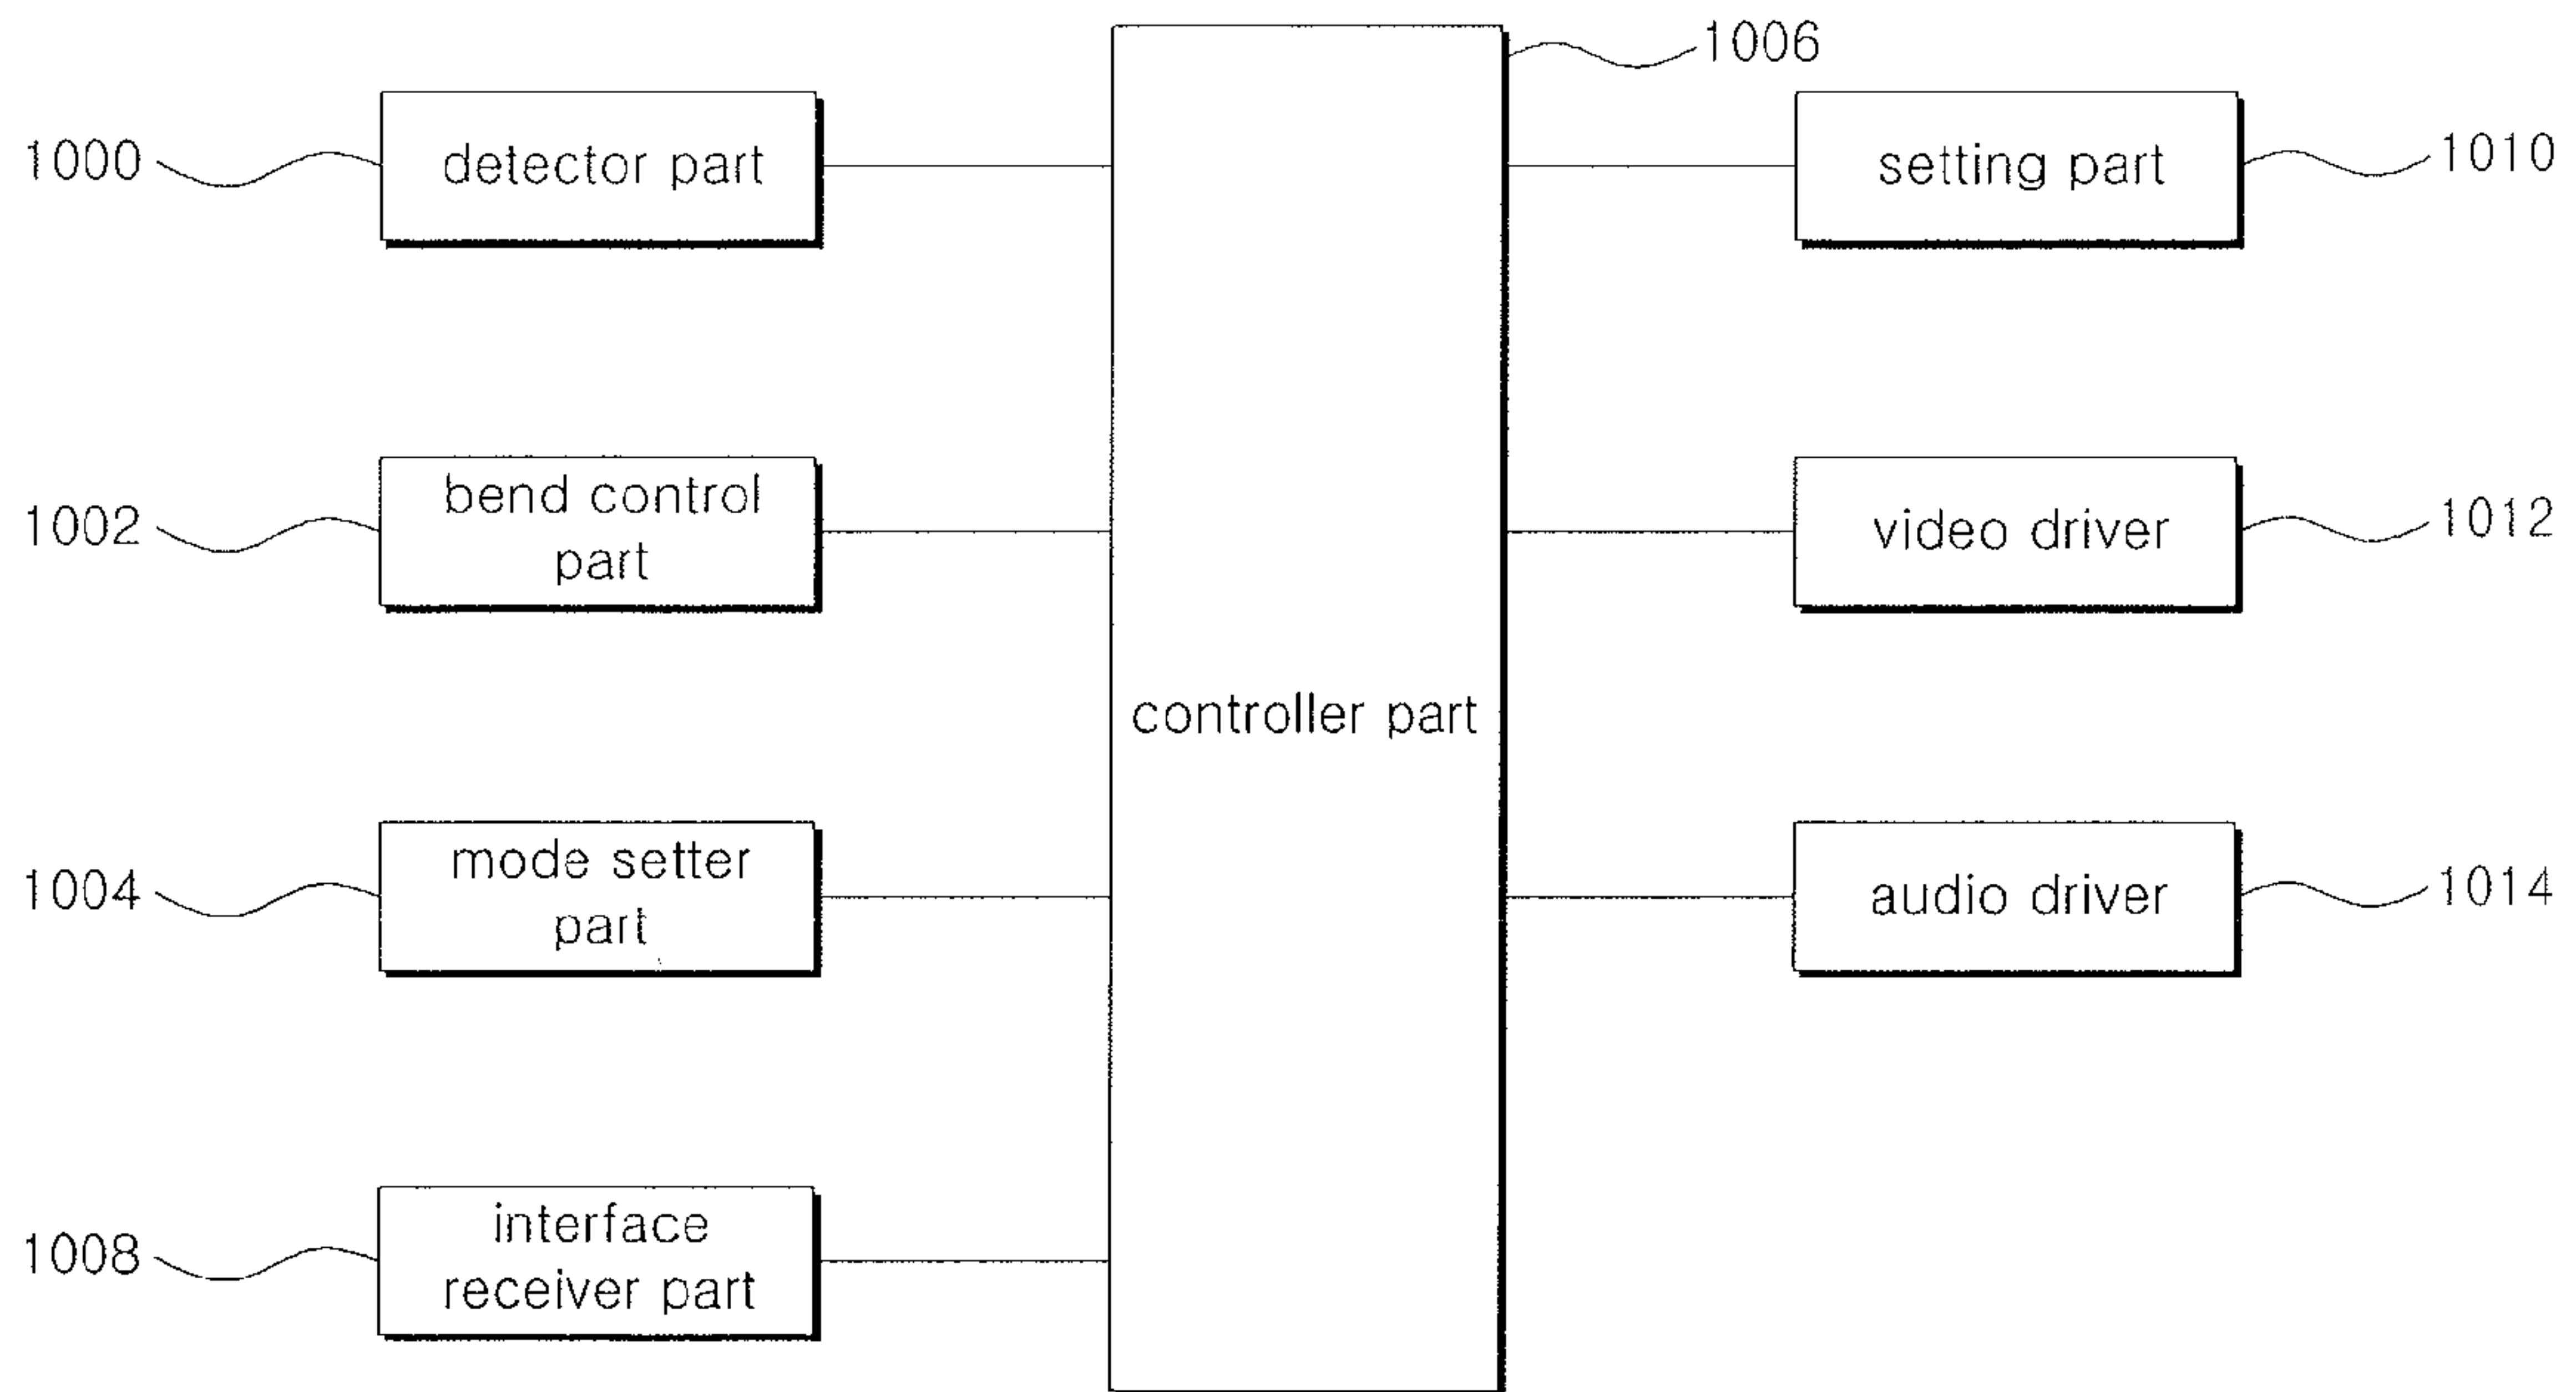 1006
1000
detector part
setting part
1010
1002
bend control
part
video driver
1012
controller part
1004
mode setter
part
audio driver
1014
1008
interface
receiver part